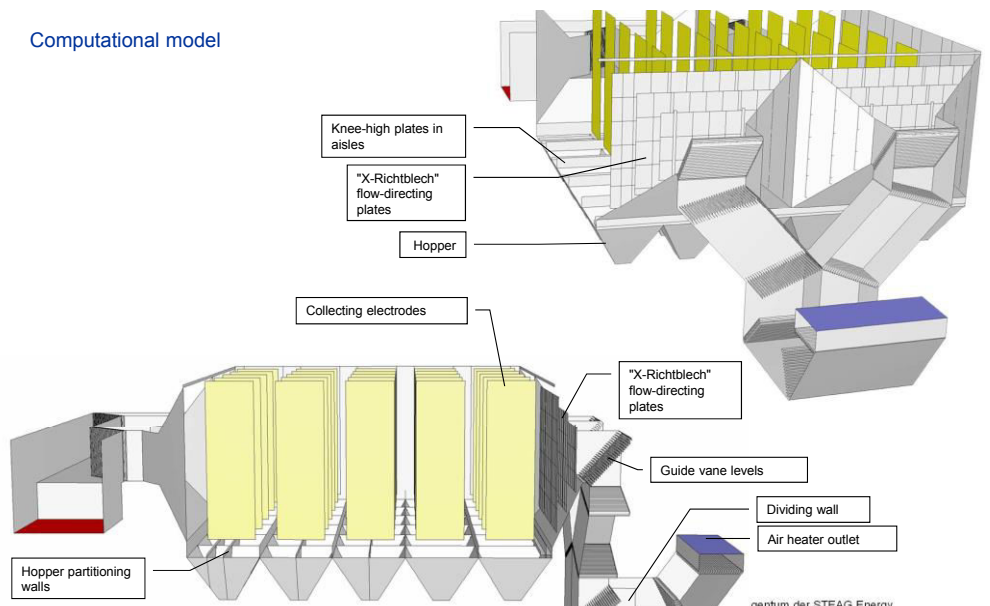 Computational model
Knee-high plates in
aisles
"X-Richtblech"
flow-directing
plates
Hopper
Collecting electrodes
"X-Richtblech"
flow-directing
plates
Guide vane levels
Dividing wall
Air heater outlet
Hopper partitioning
walls
gentum der STEAG Energy